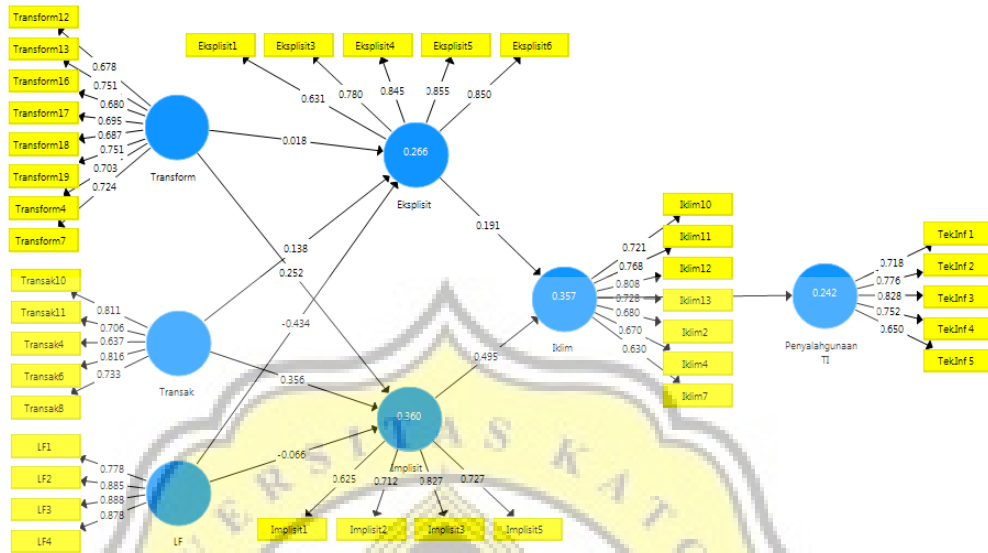 Transform12
Transform13
Transform16
Transform17
Transform18
Transform19
Transform4
Transform7
0.678
0.751
0.680
0.695
0.687
0.751
0.703
0.724
Transform
Eksplisit1
Eksplisit3
Eksplisit4
Eksplisit5
Eksplisit6
0.631
0.780
0.845
0.855
0.850
0.018
0.266
Eksplisit
0.138
0.252
-0.434
0.191
Transak10
Transak11
Transak4
Transak6
Transak8
0.811
0.706
0.637
0.816
0.733
Transak
0.356
LF1
LF2
LF3
LF4
0.778
0.885
0.888
0.878
LF
-0.066
0.360
Implisit
0.495
0.625
0.712
0.827
0.727
Implisit1
Implisit2
Implisit3
Implisit5
0.357
Iklim
0.721
0.768
0.808
0.728
0.680
0.670
0.630
Iklim10
Iklim11
Iklim12
Iklim13
Iklim2
Iklim4
Iklim7
0.242
Penyalahgunaan
TI
0.718
0.776
0.828
0.752
0.650
TekInf 1
TekInf 2
TekInf 3
TekInf 4
TekInf 5